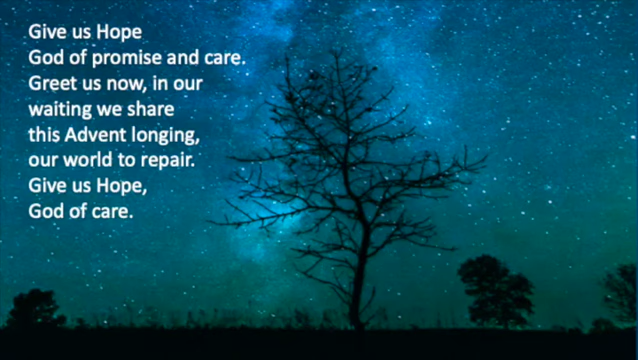 Give us Hope
God of promise and care.
Greet us now, in our
waiting we share
this Advent longing,
our world to repair.
Give us Hope,
God of care.